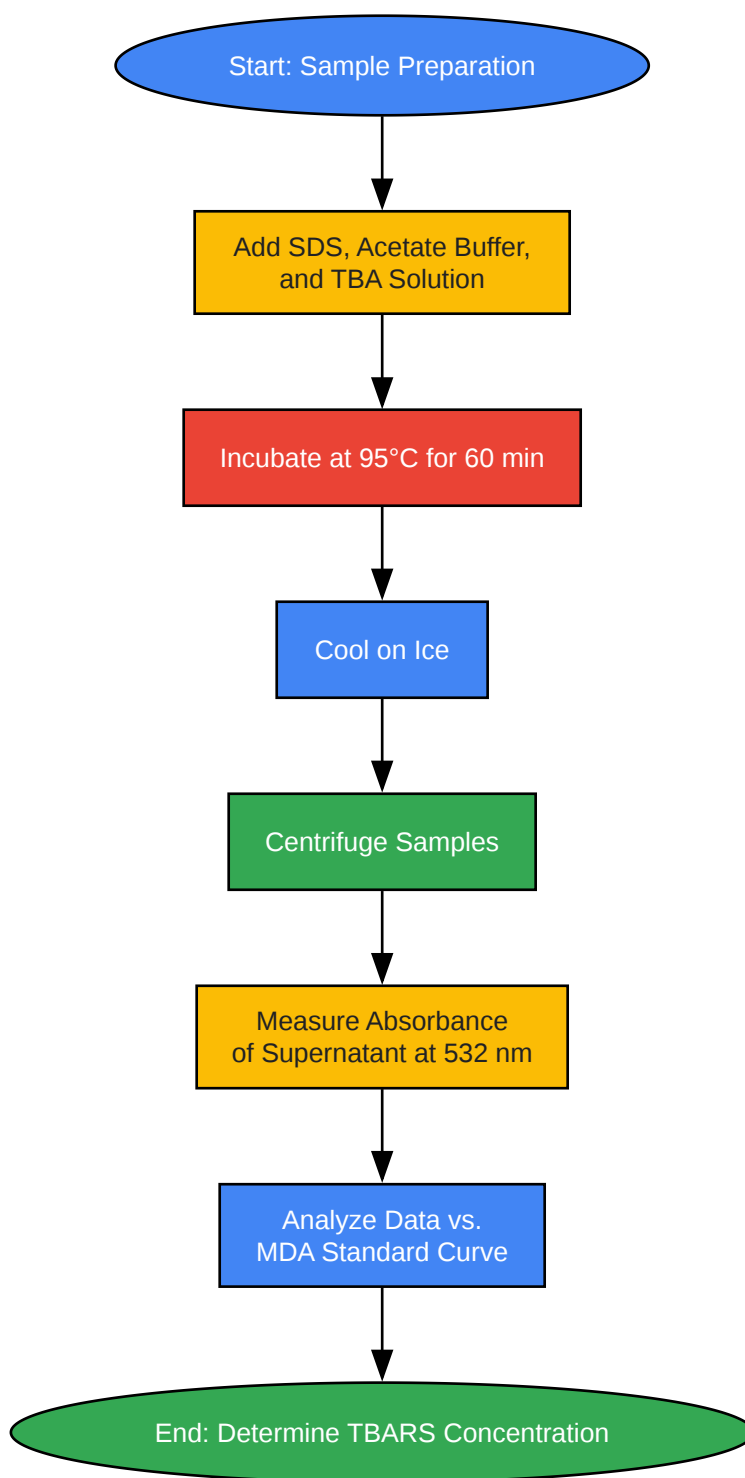 Start: Sample Preparation
Add SDS, Acetate Buffer,
and TBA Solution
Incubate at 95°C for 60 min
Cool on Ice
Centrifuge Samples
Measure Absorbance
of Supernatant at 532 nm
Analyze Data vs.
MDA Standard Curve
End: Determine TBARS Concentration